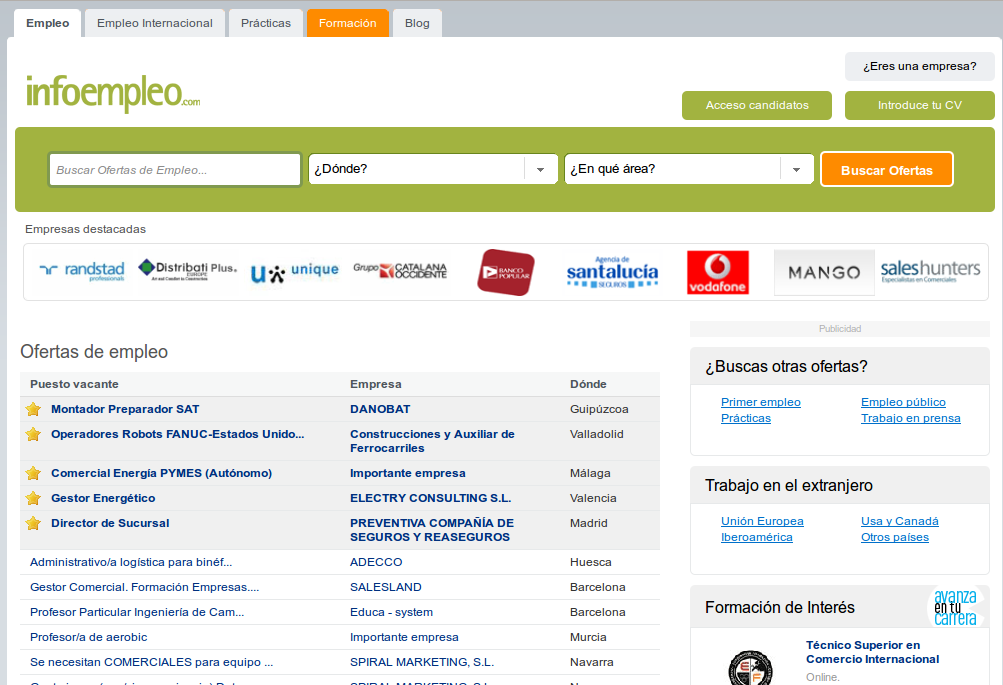 Empleo Empleo Internacional Prácticas Formación Blog
¿Eres una empresa?
infoempleo.com
Acceso candidatos Introduce tu CV
Buscar Ofertas de Empleo... ¿Dónde? ¿En qué área? Buscar Ofertas
Empresas destacadas
randstad professionals
Distribati Plus. EUROPE
unique
Grupo CATALANA OCCIDENTE
BANCO POPULAR
Agencia de santalucía SEGUROS
vodafone
MANGO
saleshunters Especialistas en Comerciales
Publicidad
Ofertas de empleo
Puesto vacante Empresa Dónde
Montador Preparador SAT DANOBAT Guipúzcoa
Operadores Robots FANUC-Estados Unido... Construcciones y Auxiliar de Ferrocarriles Valladolid
Comercial Energía PYMES (Autónomo) Importante empresa Málaga
Gestor Energético ELECTRY CONSULTING S.L. Valencia
Director de Sucursal PREVENTIVA COMPAÑÍA DE SEGUROS Y REASEGUROS Madrid
Administrativo/a logística para binéf... ADECCO Huesca
Gestor Comercial. Formación Empresas.... SALESLAND Barcelona
Profesor Particular Ingeniería de Cam... Educa - system Barcelona
Profesor/a de aerobic Importante empresa Murcia
Se necesitan COMERCIALES para equipo ... SPIRAL MARKETING, S.L. Navarra
¿Buscas otras ofertas?
Primer empleo Empleo público
Prácticas Trabajo en prensa
Trabajo en el extranjero
Unión Europea Usa y Canadá
Iberoamérica Otros países
Formación de Interés
avanza
en tu
carrera
Técnico Superior en
Comercio Internacional
Online.